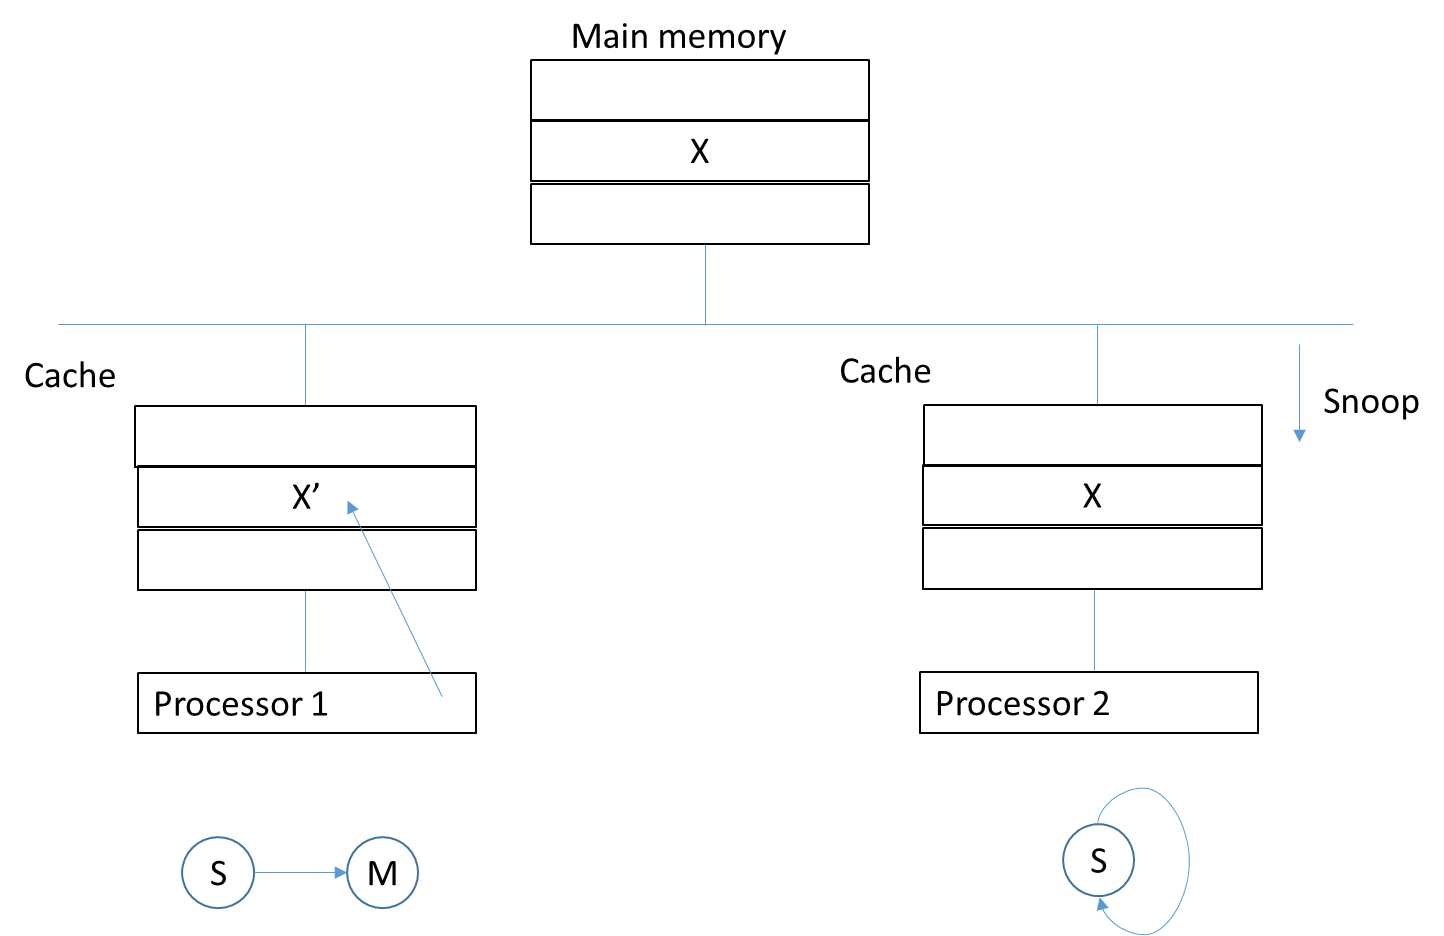 Main memory
X
Cache
Cache
Snoop
X’
X
Processor 1
Processor 2
S
M
S